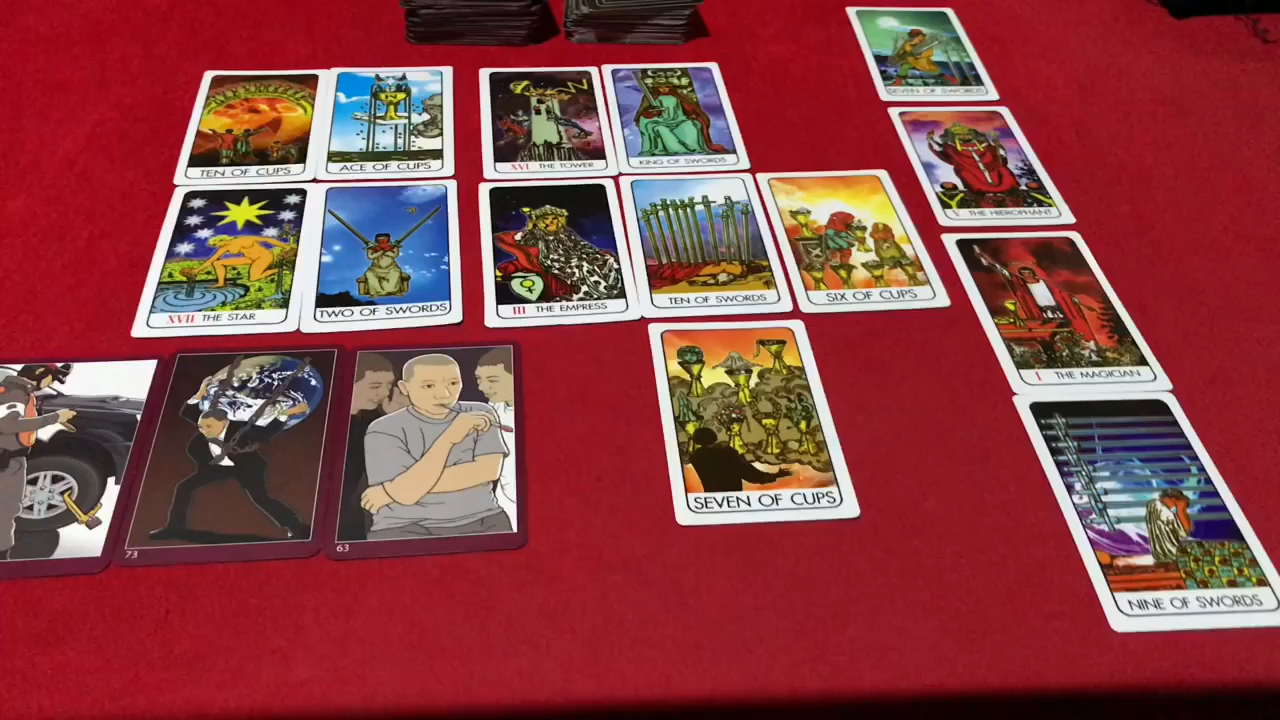 TEN OF CUPS
ACE OF CUPS
XVI THE TOWER
KING OF SWORDS
SEVEN OF SWORDS
XVII THE STAR
TWO OF SWORDS
III THE EMPRESS
TEN OF SWORDS
SIX OF CUPS
V THE HIEROPHANT
I THE MAGICIAN
73
63
SEVEN OF CUPS
NINE OF SWORDS